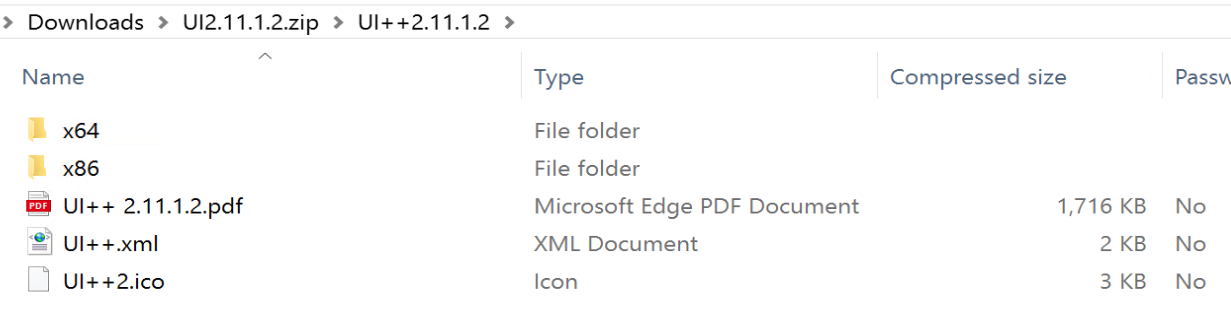 Downloads > UI2.11.1.2.zip > UI++2.11.1.2 >
Name Type Compressed size Passw
x64 File folder
x86 File folder
PDF UI++ 2.11.1.2.pdf Microsoft Edge PDF Document 1,716 KB No
UI++.xml XML Document 2 KB No
UI++2.ico Icon 3 KB No